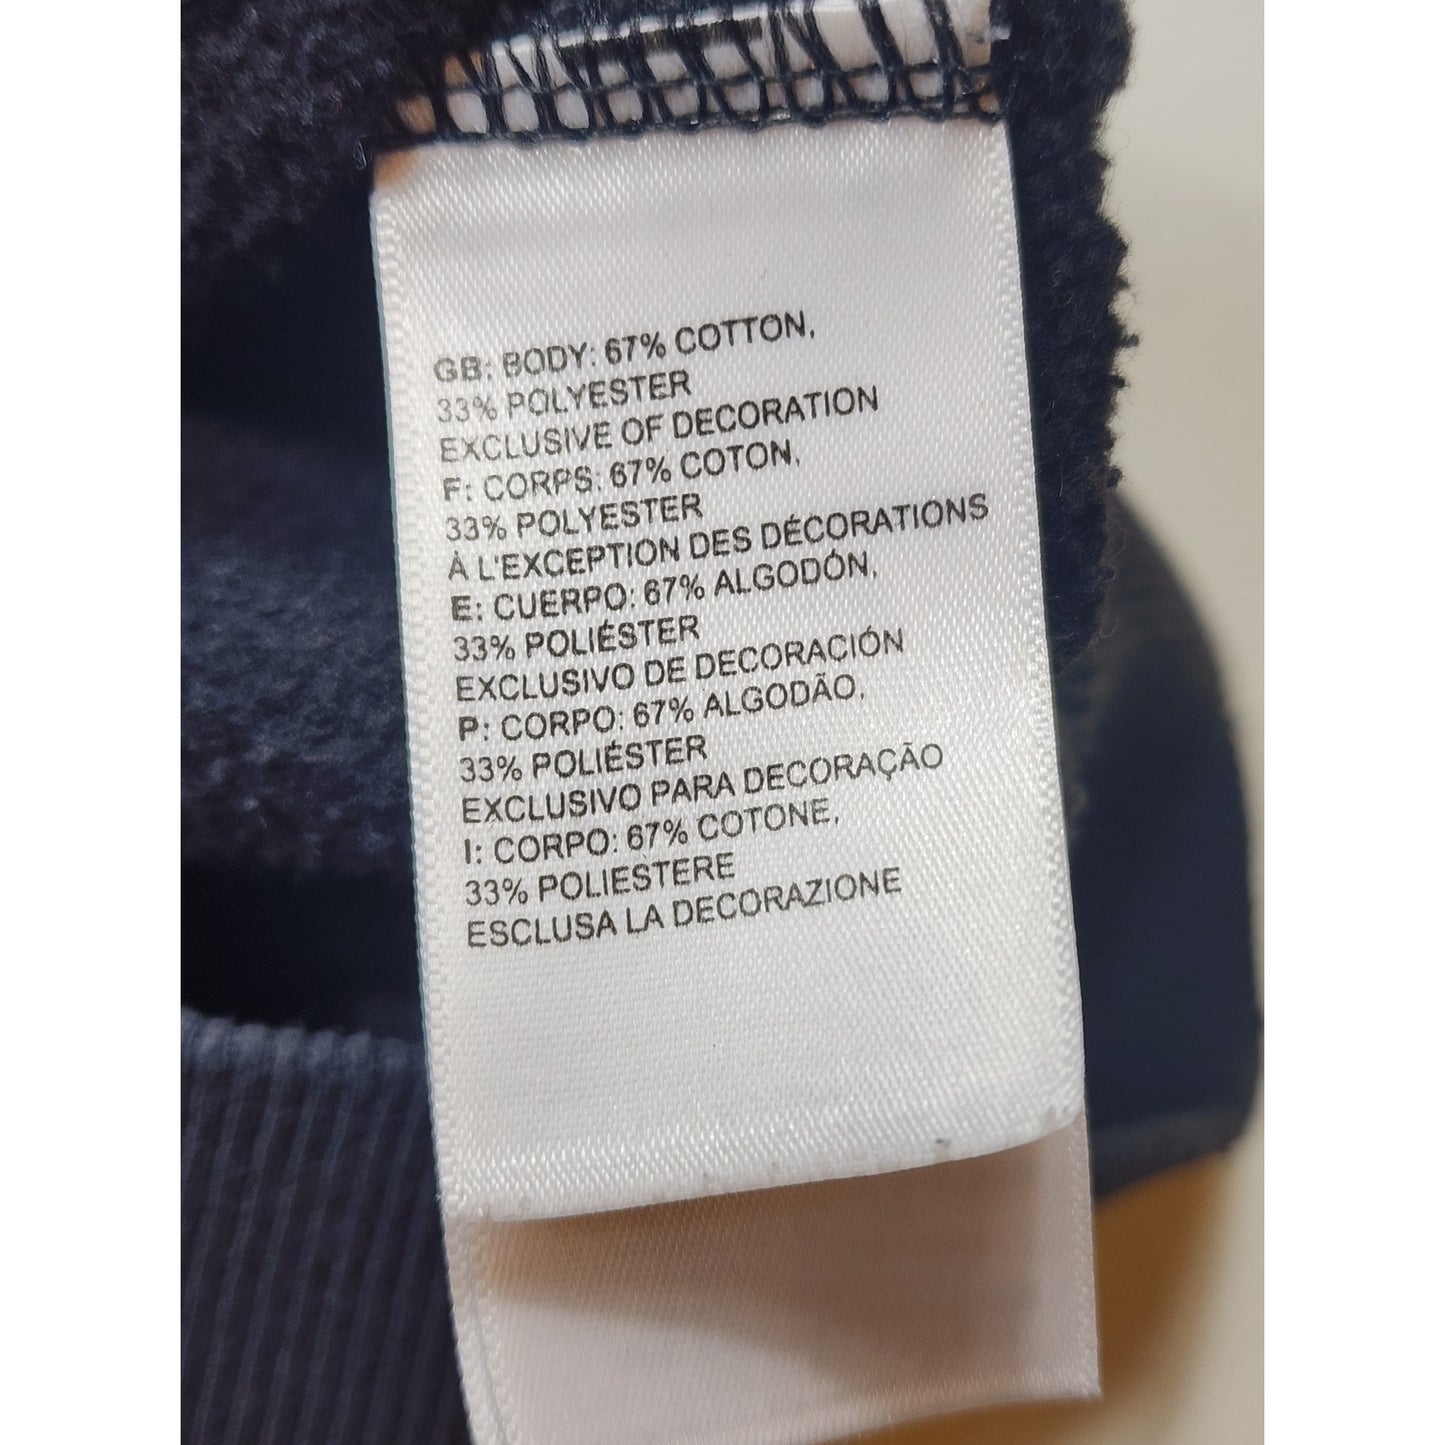 GB: BODY: 67% COTTON,
33% POLYESTER
EXCLUSIVE OF DECORATION
F: CORPS: 67% COTON,
33% POLYESTER
À L'EXCEPTION DES DÉCORATIONS
E: CUERPO: 67% ALGODÓN,
33% POLIÉSTER
EXCLUSIVO DE DECORACIÓN
P: CORPO: 67% ALGODÃO,
33% POLIÉSTER
EXCLUSIVO PARA DECORAÇÃO
I: CORPO: 67% COTONE,
33% POLIESTERE
ESCLUSA LA DECORAZIONE